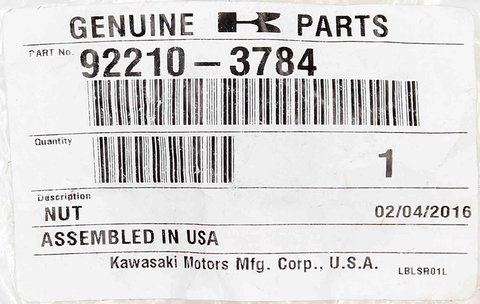 GENUINE K PARTS
PART No. 92210-3784
Quantity 1
Description
NUT 02/04/2016
ASSEMBLED IN USA
Kawasaki Motors Mfg. Corp., U.S.A. LBLSR01L